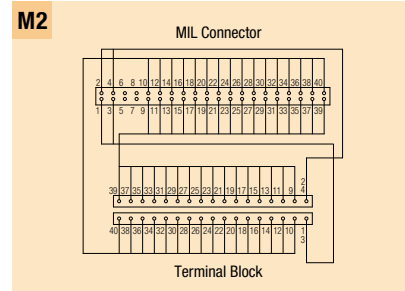 M2
MIL Connector
2 4 6 8 10 12 14 16 18 20 22 24 26 28 30 32 34 36 38 40
1 3 5 7 9 11 13 15 17 19 21 23 25 27 29 31 33 35 37 39
2
39 37 35 33 31 29 27 25 23 21 19 17 15 13 11 9 4
40 38 36 34 32 30 28 26 24 22 20 18 16 14 12 10 1
3
Terminal Block